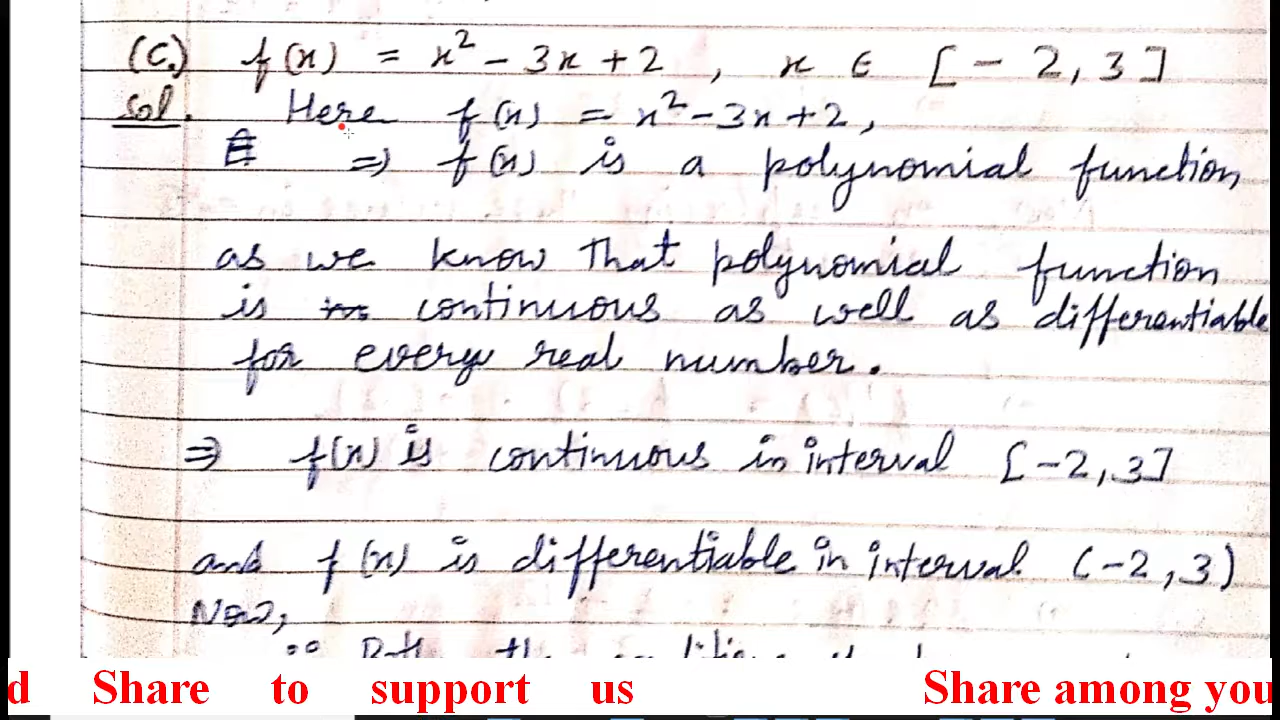 (C.) f(x) = x² - 3x + 2 , x ∈ [-2, 3]
Sol. Here f(x) = x² - 3x + 2,
⇒ f(x) is a polynomial function
as we know that polynomial function
is continuous as well as differentiable
for every real number.
⇒ f(x) is continuous in interval [-2, 3]
and f(x) is differentiable in interval (-2, 3)
Now,
∵ Both the
d Share to support us Share among you